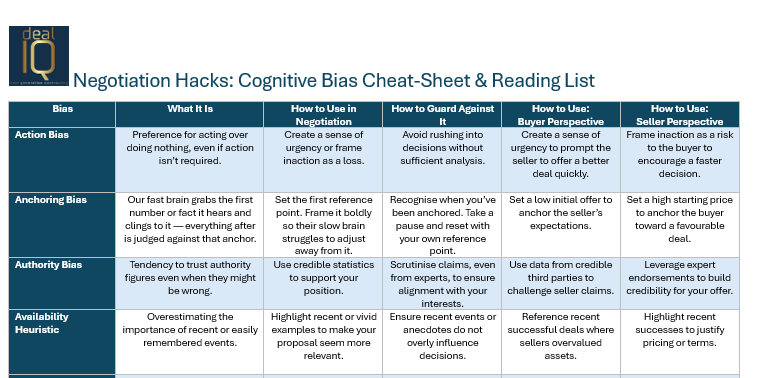 deal
IQ
Negotiation Hacks: Cognitive Bias Cheat-Sheet & Reading List
Bias
What It Is
How to Use in
Negotiation
How to Guard Against
It
How to Use:
Buyer Perspective
How to Use:
Seller Perspective
Action Bias
Preference for acting over
doing nothing, even if action
isn't required.
Create a sense of
urgency or frame
inaction as a loss.
Avoid rushing into
decisions without
sufficient analysis.
Create a sense of
urgency to prompt the
seller to offer a better
deal quickly.
Frame inaction as a risk
to the buyer to
encourage a faster
decision.
Anchoring Bias
Our fast brain grabs the first
number or fact it hears and
clings to it — everything after
is judged against that anchor.
Set the first reference
point. Frame it boldly
so their slow brain
struggles to adjust
away from it.
Recognise when you've
been anchored. Take a
pause and reset with
your own reference
point.
Set a low initial offer to
anchor the seller's
expectations.
Set a high starting price
to anchor the buyer
toward a favourable
deal.
Authority Bias
Tendency to trust authority
figures even when they might
be wrong.
Use credible statistics
to support your
position.
Scrutinise claims, even
from experts, to ensure
alignment with your
interests.
Use data from credible
third parties to
challenge seller claims.
Leverage expert
endorsements to build
credibility for your offer.
Availability
Heuristic
Overestimating the
importance of recent or easily
remembered events.
Highlight recent or vivid
examples to make your
proposal seem more
relevant.
Ensure recent events or
anecdotes do not
overly influence
decisions.
Reference recent
successful deals where
sellers overvalued
assets.
Highlight recent
successes to justify
pricing or terms.